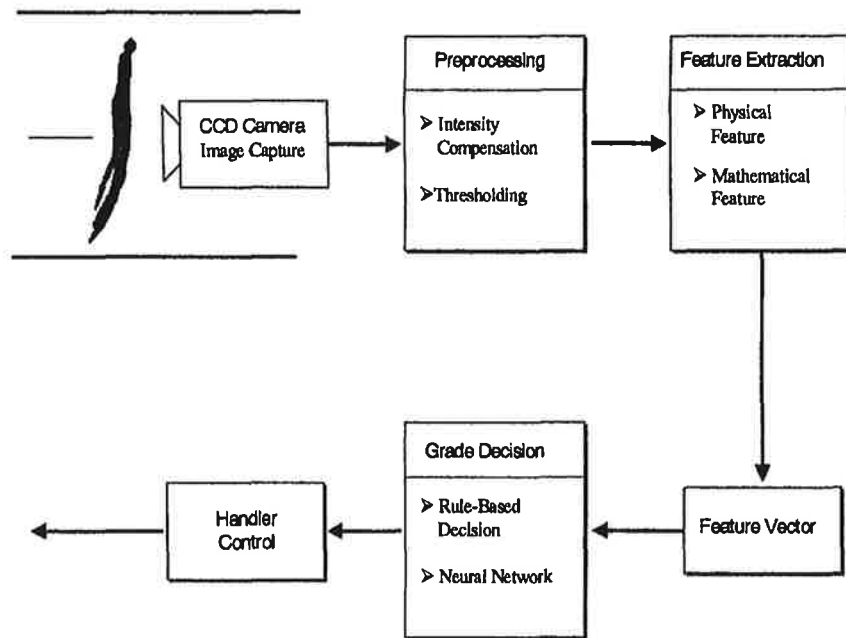 CCD Camera
Image Capture
Preprocessing
➢ Intensity
Compensation
➢Thresholding
Feature Extraction
➢ Physical
Feature
➢ Mathematical
Feature
Feature Vector
Grade Decision
➢ Rule-Based
Decision
➢ Neural Network
Handler
Control